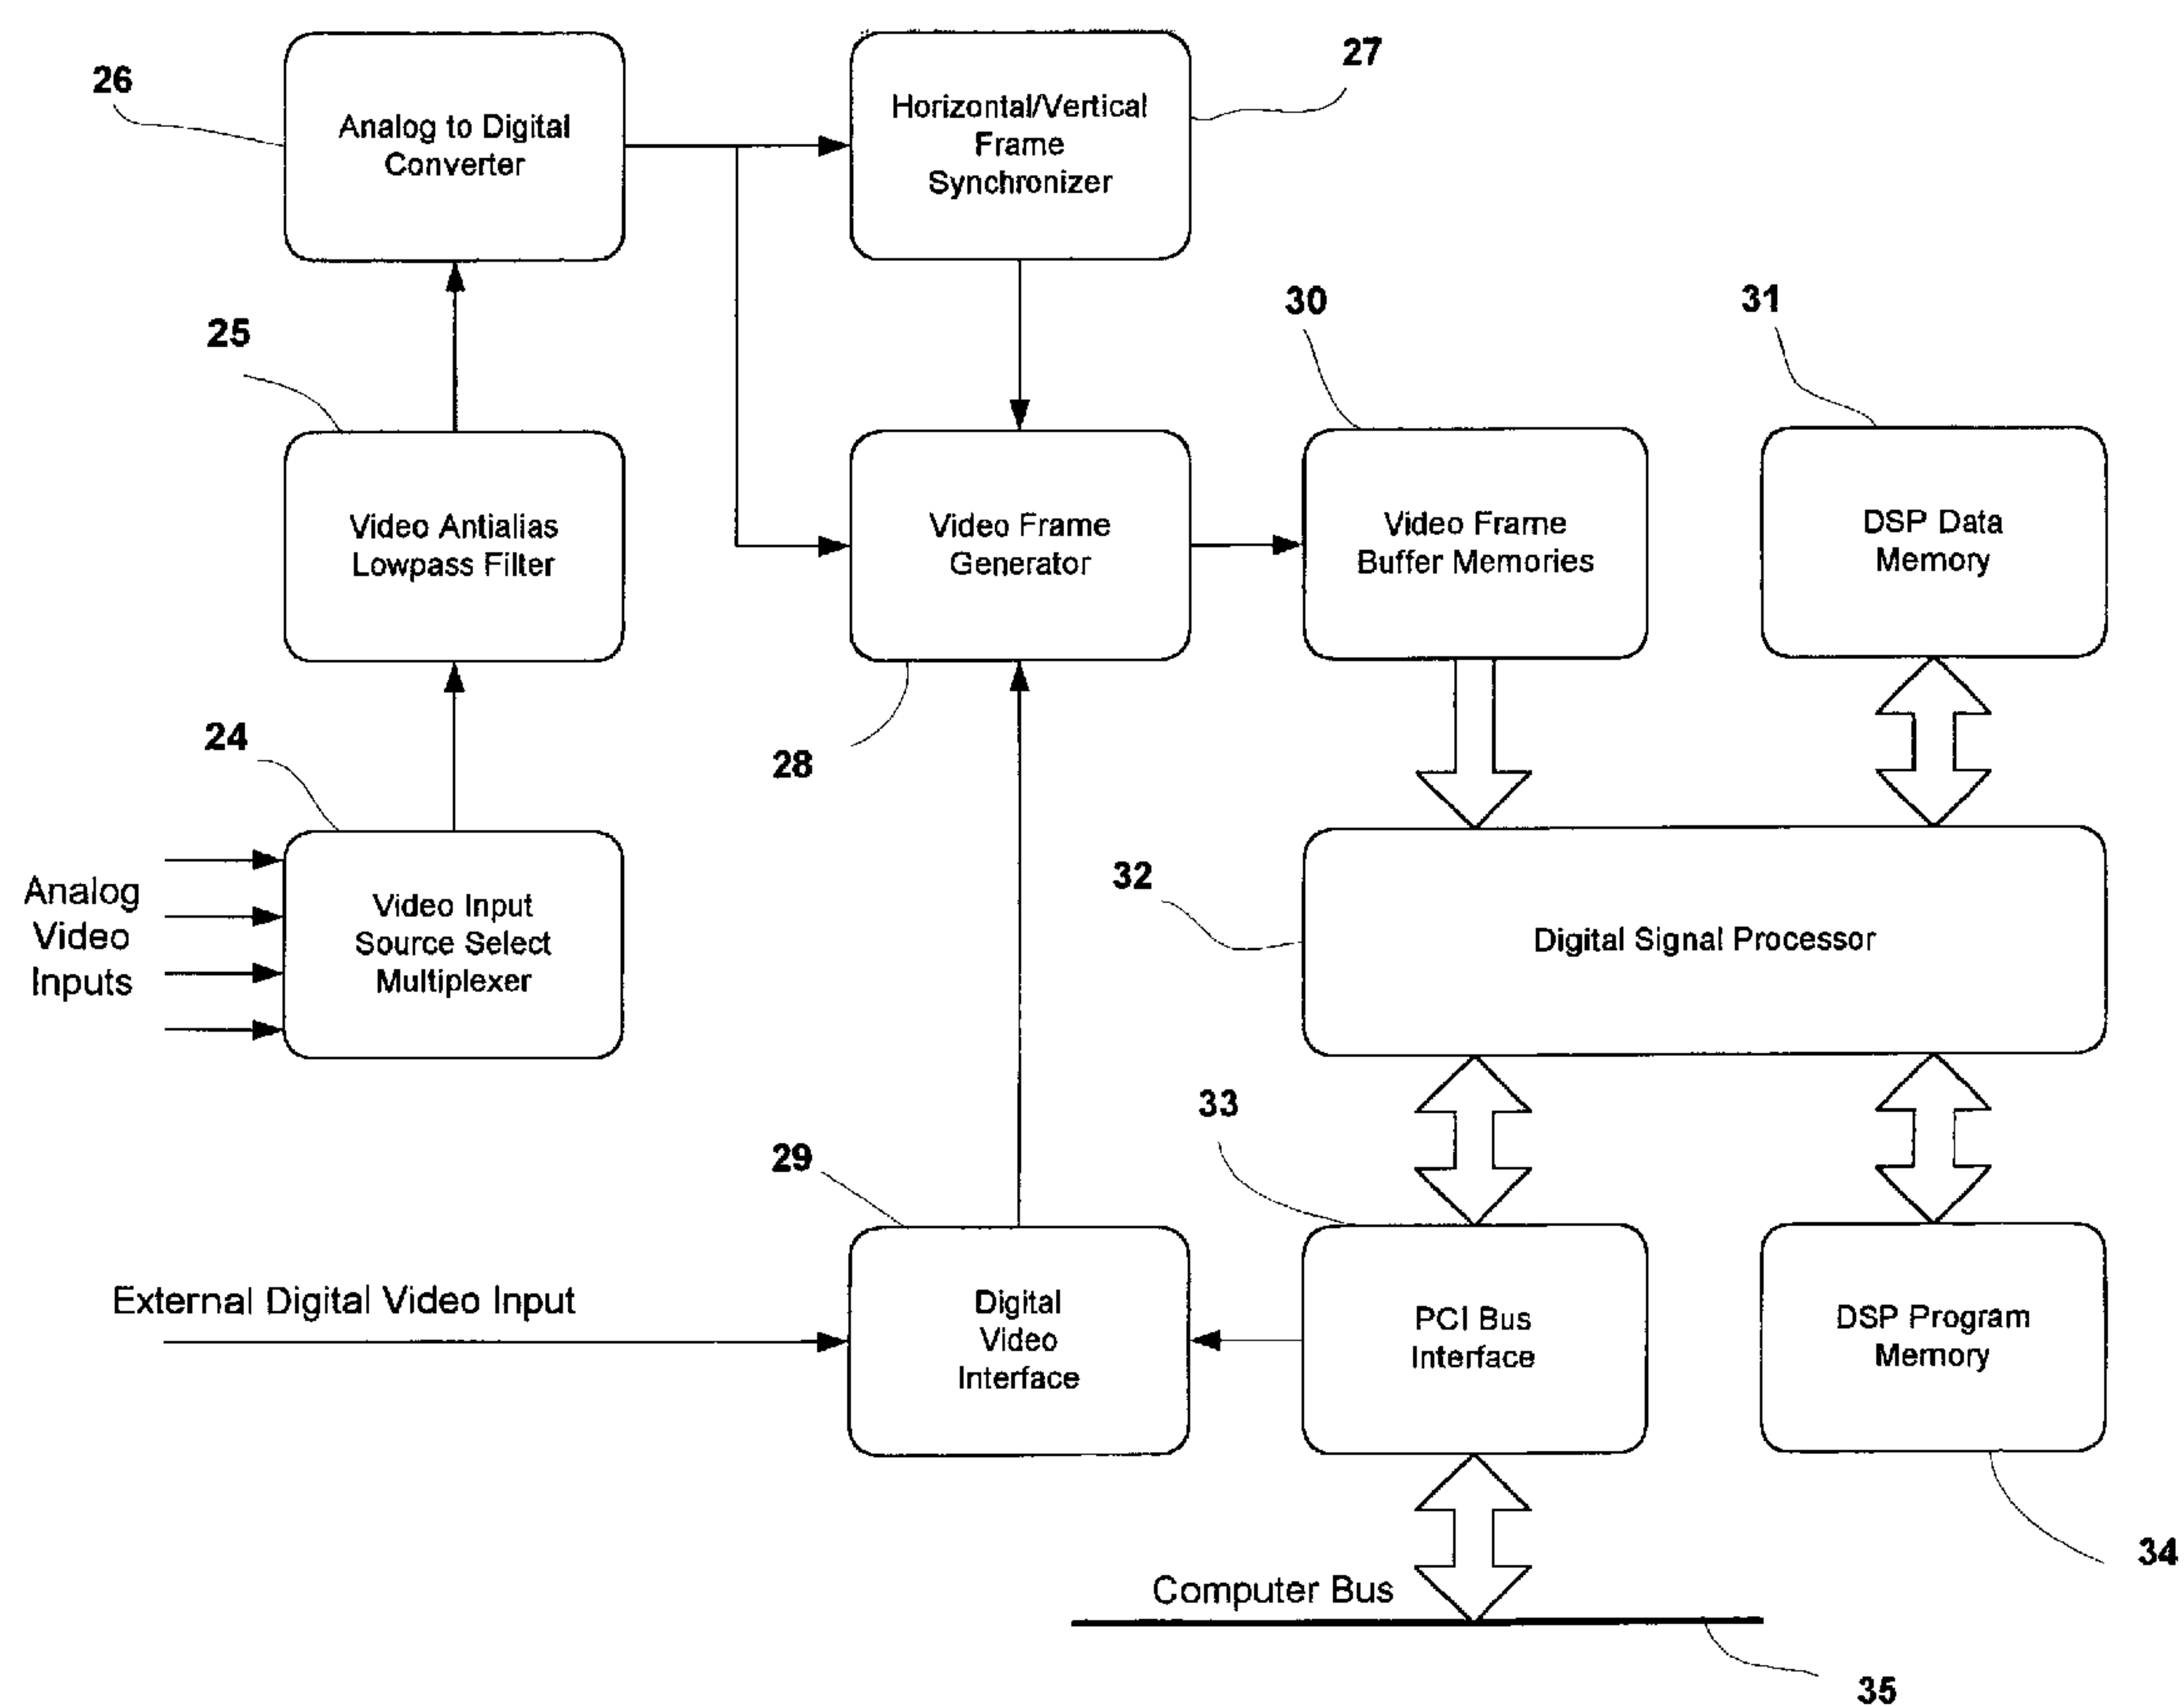 26
Analog to Digital
Converter
Horizontal/Vertical
Frame
Synchronizer
27
25
Video Antialias
Lowpass Filter
Video Frame
Generator
28
30
Video Frame
Buffer Memories
31
DSP Data
Memory
24
Analog
Video
Inputs
Video Input
Source Select
Multiplexer
32
Digital Signal Processor
29
External Digital Video Input
Digital
Video
Interface
33
PCI Bus
Interface
DSP Program
Memory
34
Computer Bus
35